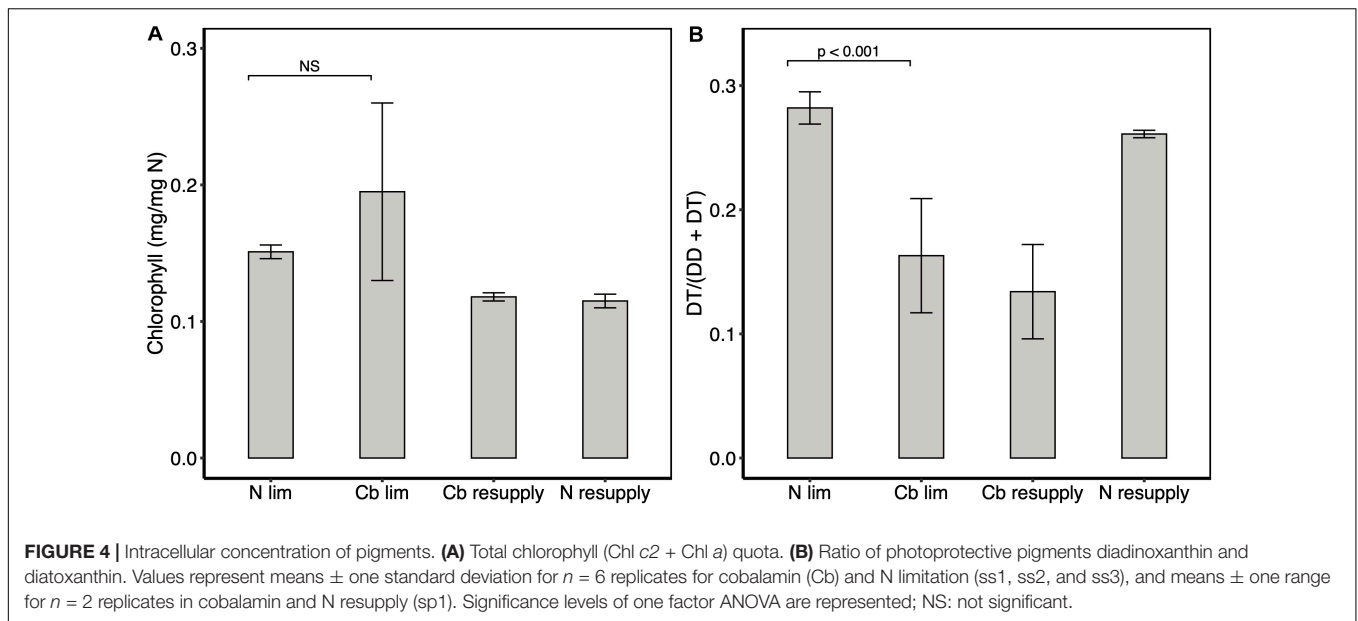 A
B
0.3
0.2
0.1
0.0
Chlorophyll (mg/mg N)
NS
N lim
Cb lim
Cb resupply
N resupply
0.3
0.2
0.1
0.0
DT/(DD + DT)
p < 0.001
N lim
Cb lim
Cb resupply
N resupply
FIGURE 4 | Intracellular concentration of pigments. (A) Total chlorophyll (Chl c2 + Chl a) quota. (B) Ratio of photoprotective pigments diadinoxanthin and
diatoxanthin. Values represent means ± one standard deviation for n = 6 replicates for cobalamin (Cb) and N limitation (ss1, ss2, and ss3), and means ± one range
for n = 2 replicates in cobalamin and N resupply (sp1). Significance levels of one factor ANOVA are represented; NS: not significant.